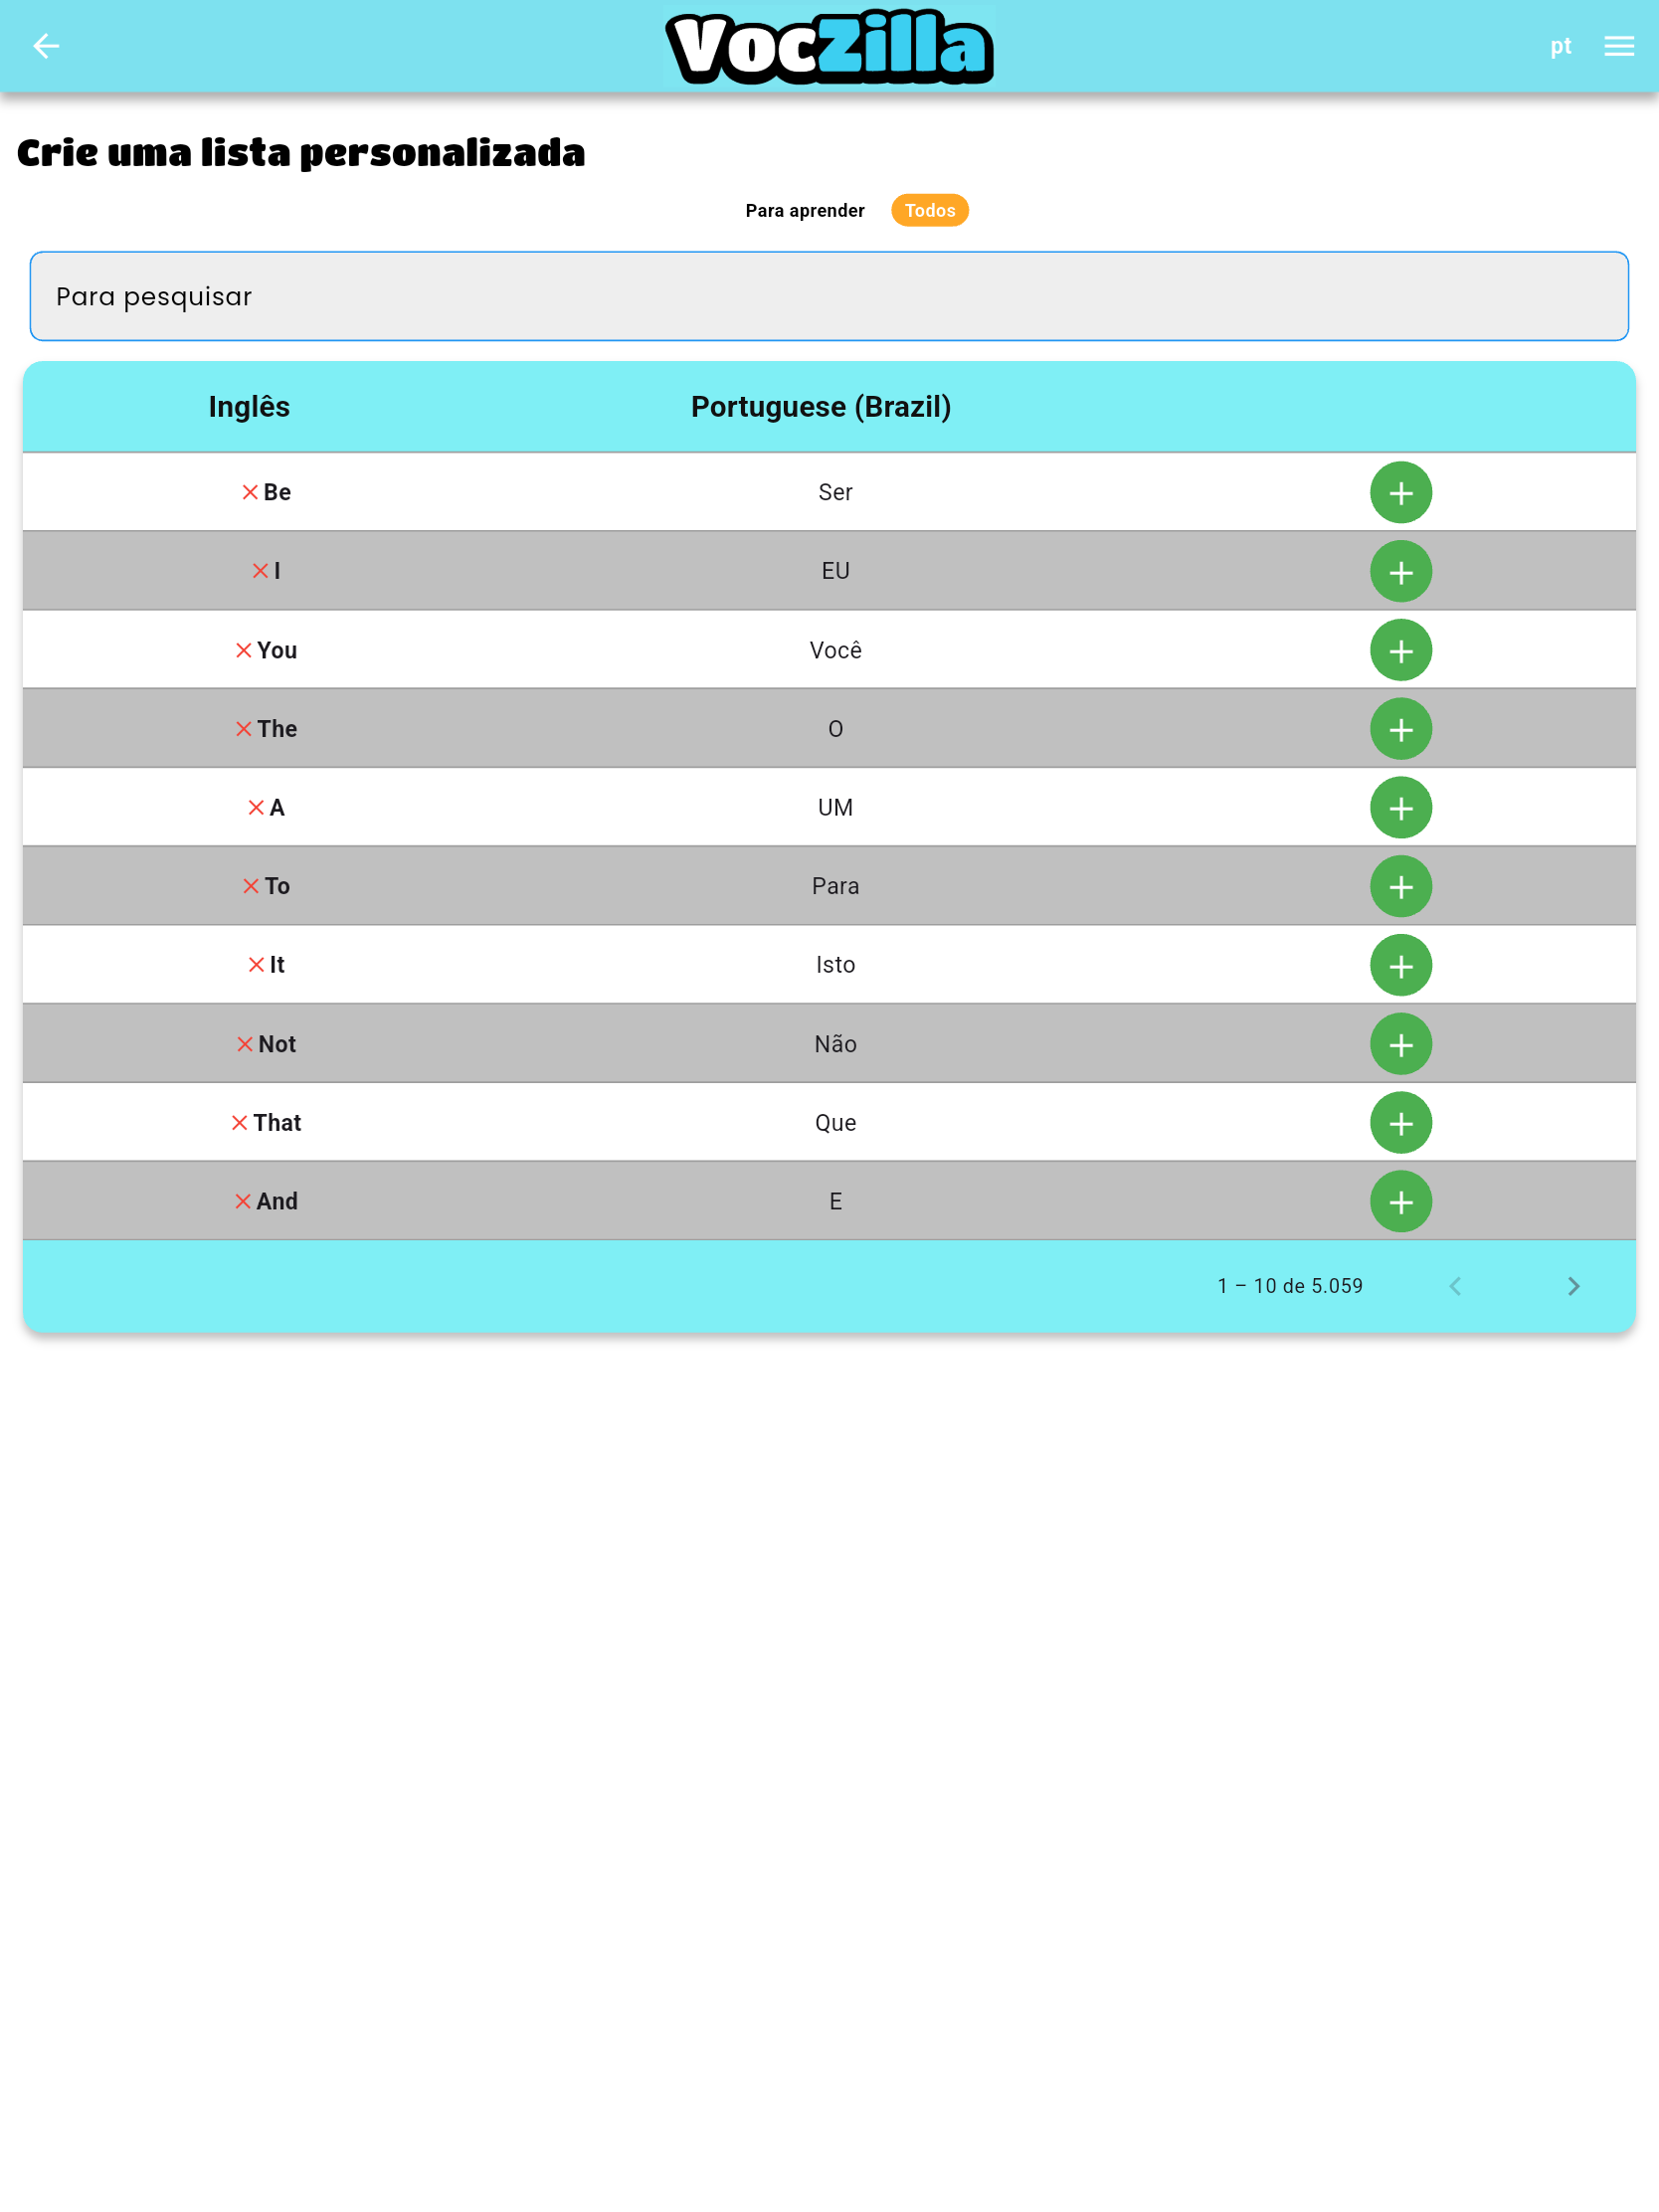 VocZilla
pt
Crie uma lista personalizada
Para aprender Todos
Para pesquisar
Inglês Portuguese (Brazil)
Be Ser
I EU
You Você
The O
A UM
To Para
It Isto
Not Não
That Que
And E
1 – 10 de 5.059